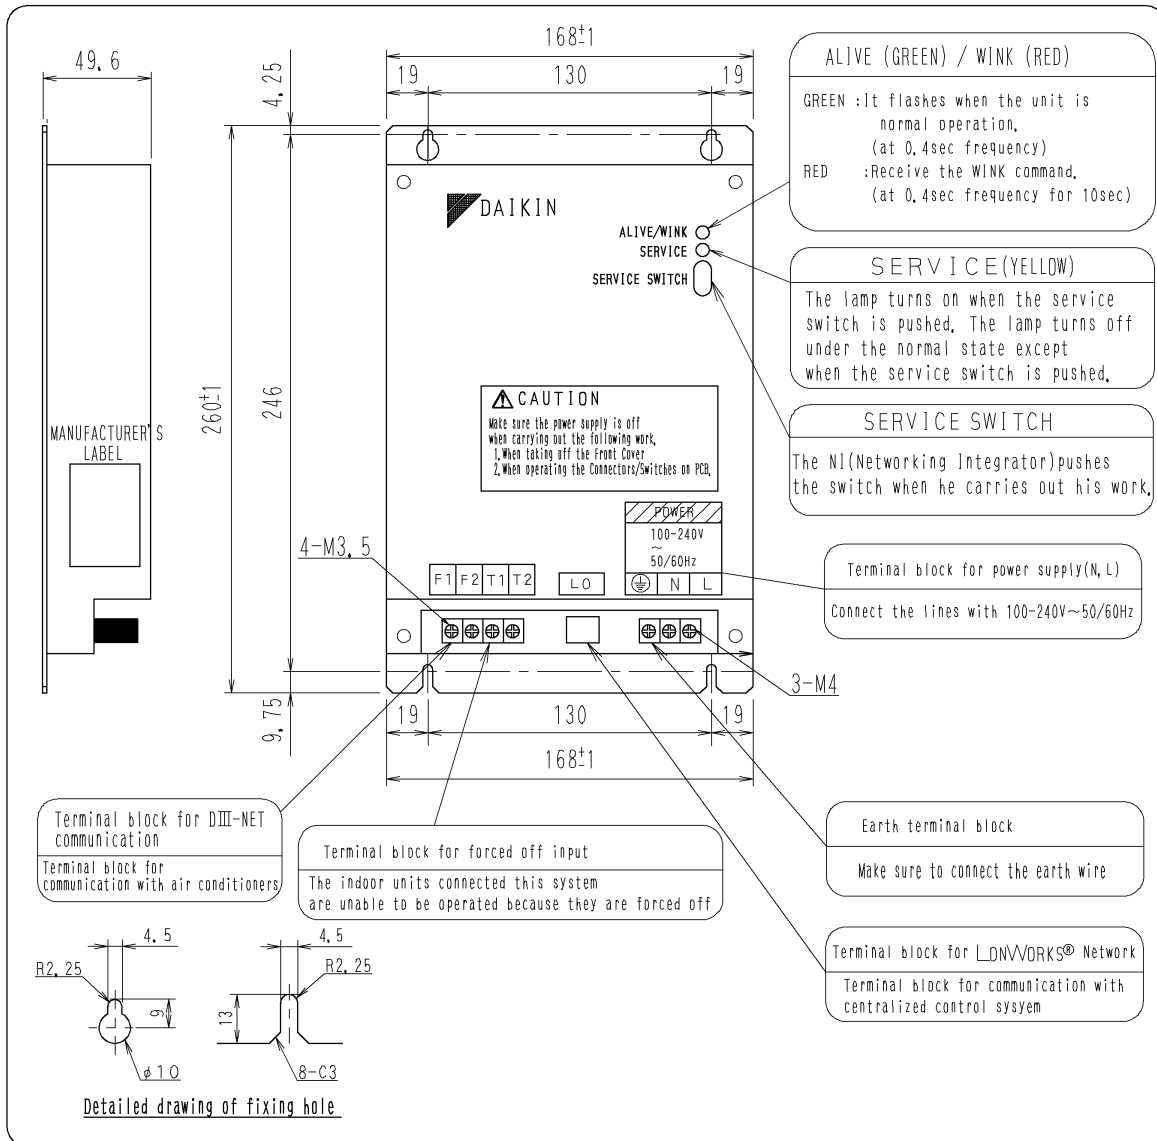 168±1
19
130
19
49.6
4.25
260±1
246
9.75
MANUFACTURER'S
LABEL
DAIKIN
ALIVE/WINK
SERVICE
SERVICE SWITCH
CAUTION
Make sure the power supply is off
when carrying out the following work.
1.When taking off the Front Cover
2.When operating the Connectors/Switches on PCB.
POWER
100-240V
~
50/60Hz
N L
4-M3.5
F1 F2 T1 T2
LO
3-M4
19
130
19
168±1
ALIVE (GREEN) / WINK (RED)
GREEN :It flashes when the unit is
normal operation.
(at 0.4sec frequency)
RED :Receive the WINK command.
(at 0.4sec frequency for 10sec)
SERVICE(YELLOW)
The lamp turns on when the service
switch is pushed. The lamp turns off
under the normal state except
when the service switch is pushed.
SERVICE SWITCH
The NI(Networking Integrator)pushes
the switch when he carries out his work.
Terminal block for power supply(N,L)
Connect the lines with 100-240V~50/60Hz
Terminal block for DIII-NET
communication
Terminal block for
communication with air conditioners
Terminal block for forced off input
The indoor units connected this system
are unable to be operated because they are forced off
Earth terminal block
Make sure to connect the earth wire
Terminal block for LONWORKS® Network
Terminal block for communication with
centralized control sysyem
4.5
R2.25
9
φ10
4.5
R2.25
13
8-C3
Detailed drawing of fixing hole